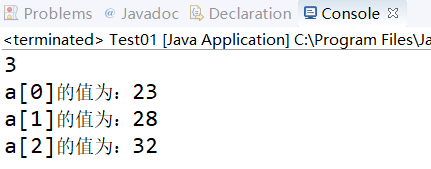 Problems @ Javadoc Declaration Console
<terminated> Test01 [Java Application] C:\Program Files\Ja
3
a[0]的值为：23
a[1]的值为：28
a[2]的值为：32